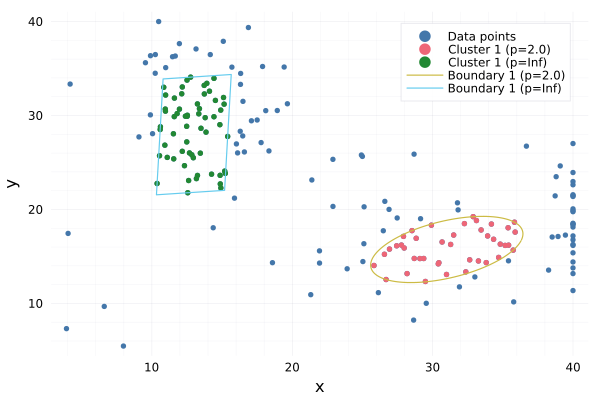 40
30
20
10
y
10
20
30
40
x
Data points
Cluster 1 (p=2.0)
Cluster 1 (p=Inf)
Boundary 1 (p=2.0)
Boundary 1 (p=Inf)